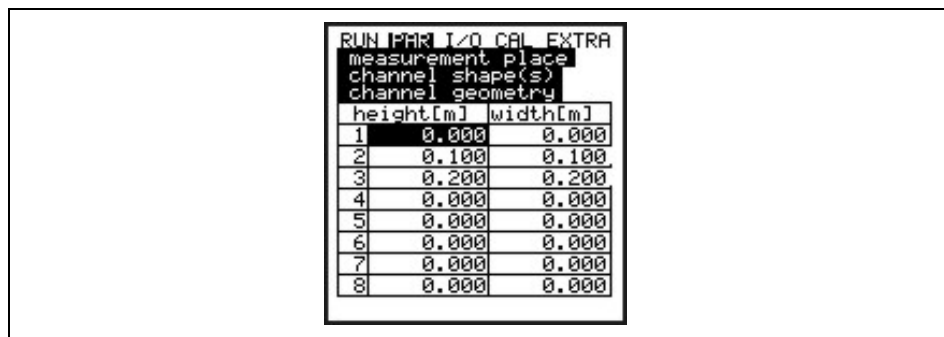 RUN PAR I/O CAL EXTRA
measurement place
channel shape(s)
channel geometry
height[m] width[m]
1 0.000 0.000
2 0.100 0.100
3 0.200 0.200
4 0.000 0.000
5 0.000 0.000
6 0.000 0.000
7 0.000 0.000
8 0.000 0.000